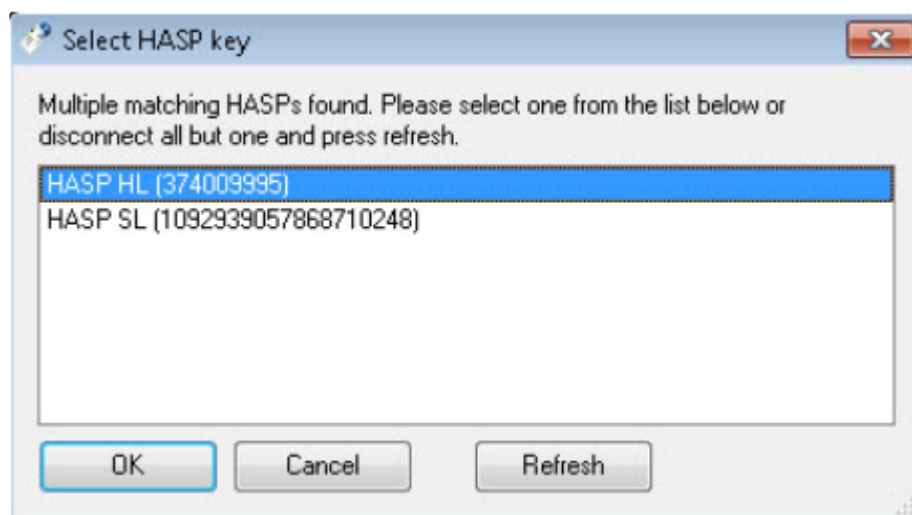 Select HASP key
Multiple matching HASPs found. Please select one from the list below or
disconnect all but one and press refresh.
HASP HL (374009995)
HASP SL (1092939057868710248)
OK Cancel Refresh